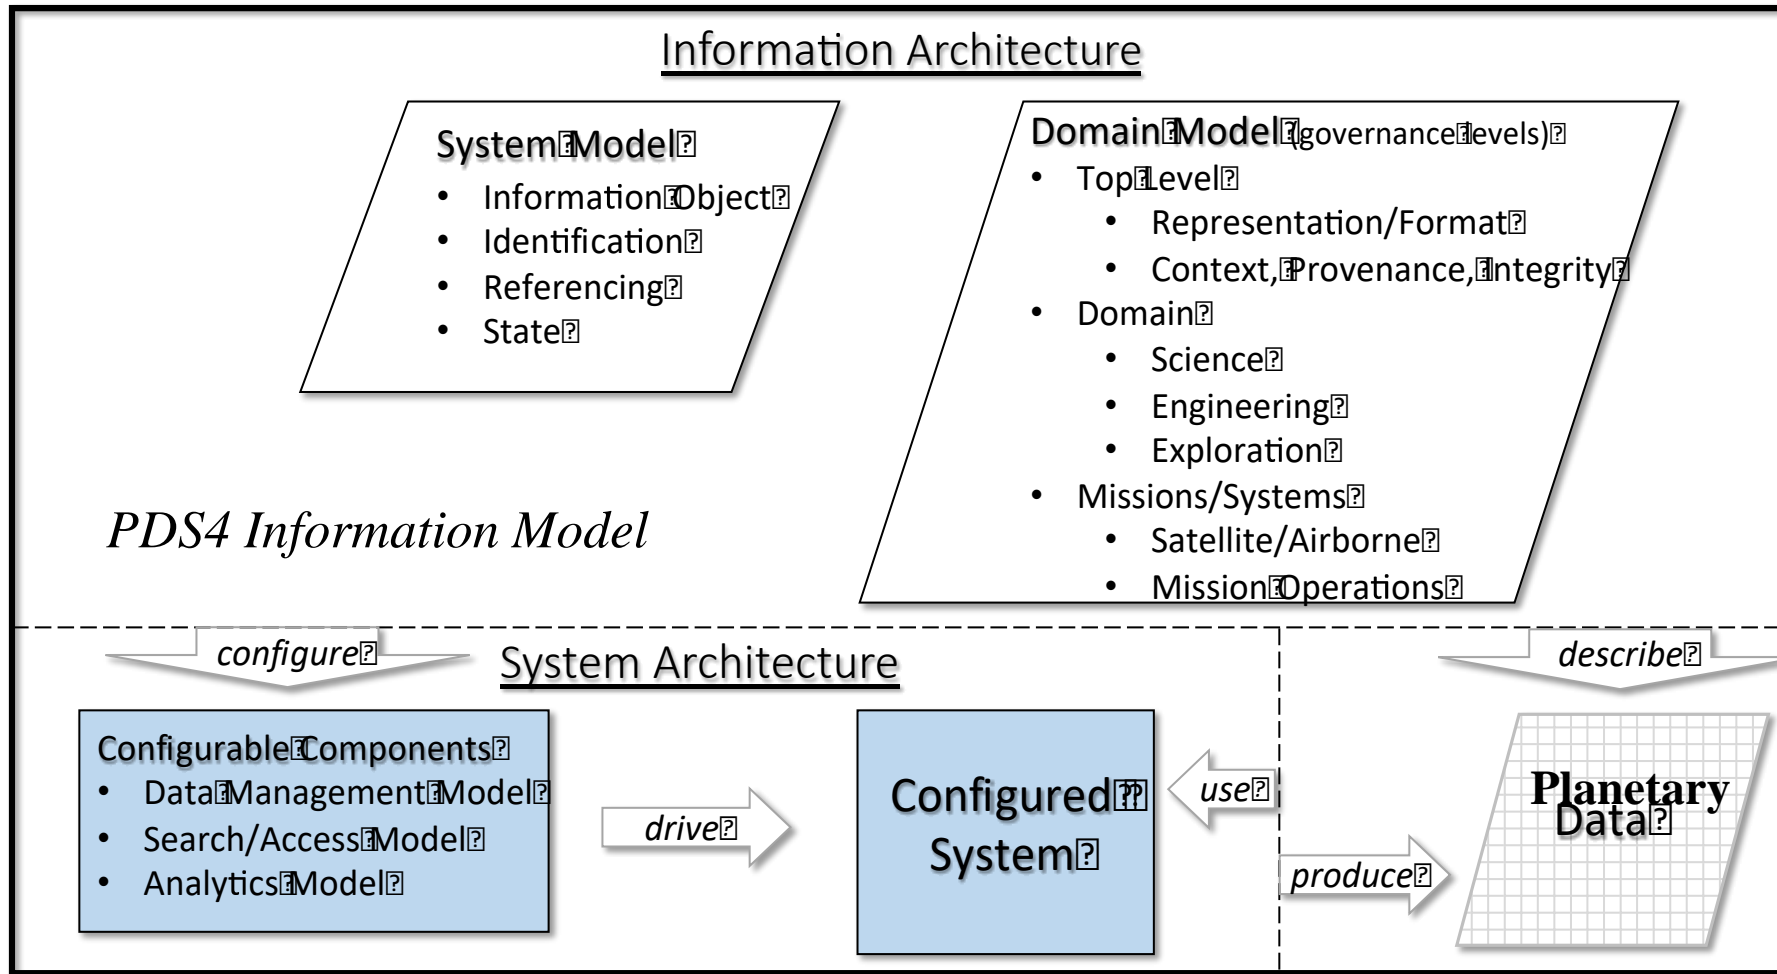 Information Architecture
System Model
• Information Object
• Identification
• Referencing
• State
Domain Model (governance levels)
• Top Level
• Representation/Format
• Context, Provenance, Integrity
• Domain
• Science
• Engineering
• Exploration
• Missions/Systems
• Satellite/Airborne
• Mission Operations
PDS4 Information Model
configure
System Architecture
describe
Configurable Components
• Data Management Model
• Search/Access Model
• Analytics Model
drive
Configured
System
use
produce
Planetary
Data